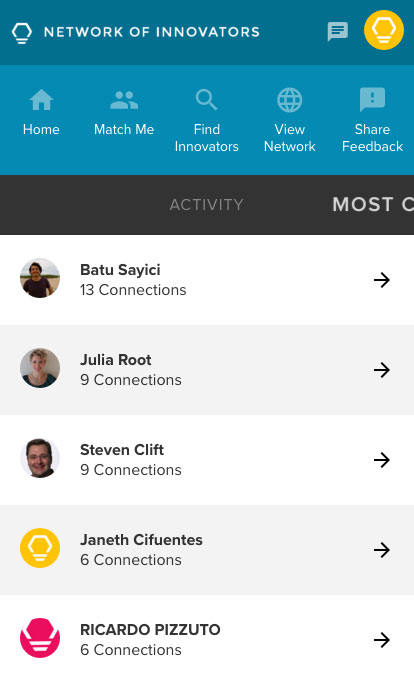 NETWORK OF INNOVATORS
Home
Match Me
Find
Innovators
View
Network
Share
Feedback
ACTIVITY
MOST C
Batu Sayici
13 Connections
Julia Root
9 Connections
Steven Clift
9 Connections
Janeth Cifuentes
6 Connections
RICARDO PIZZUTO
6 Connections